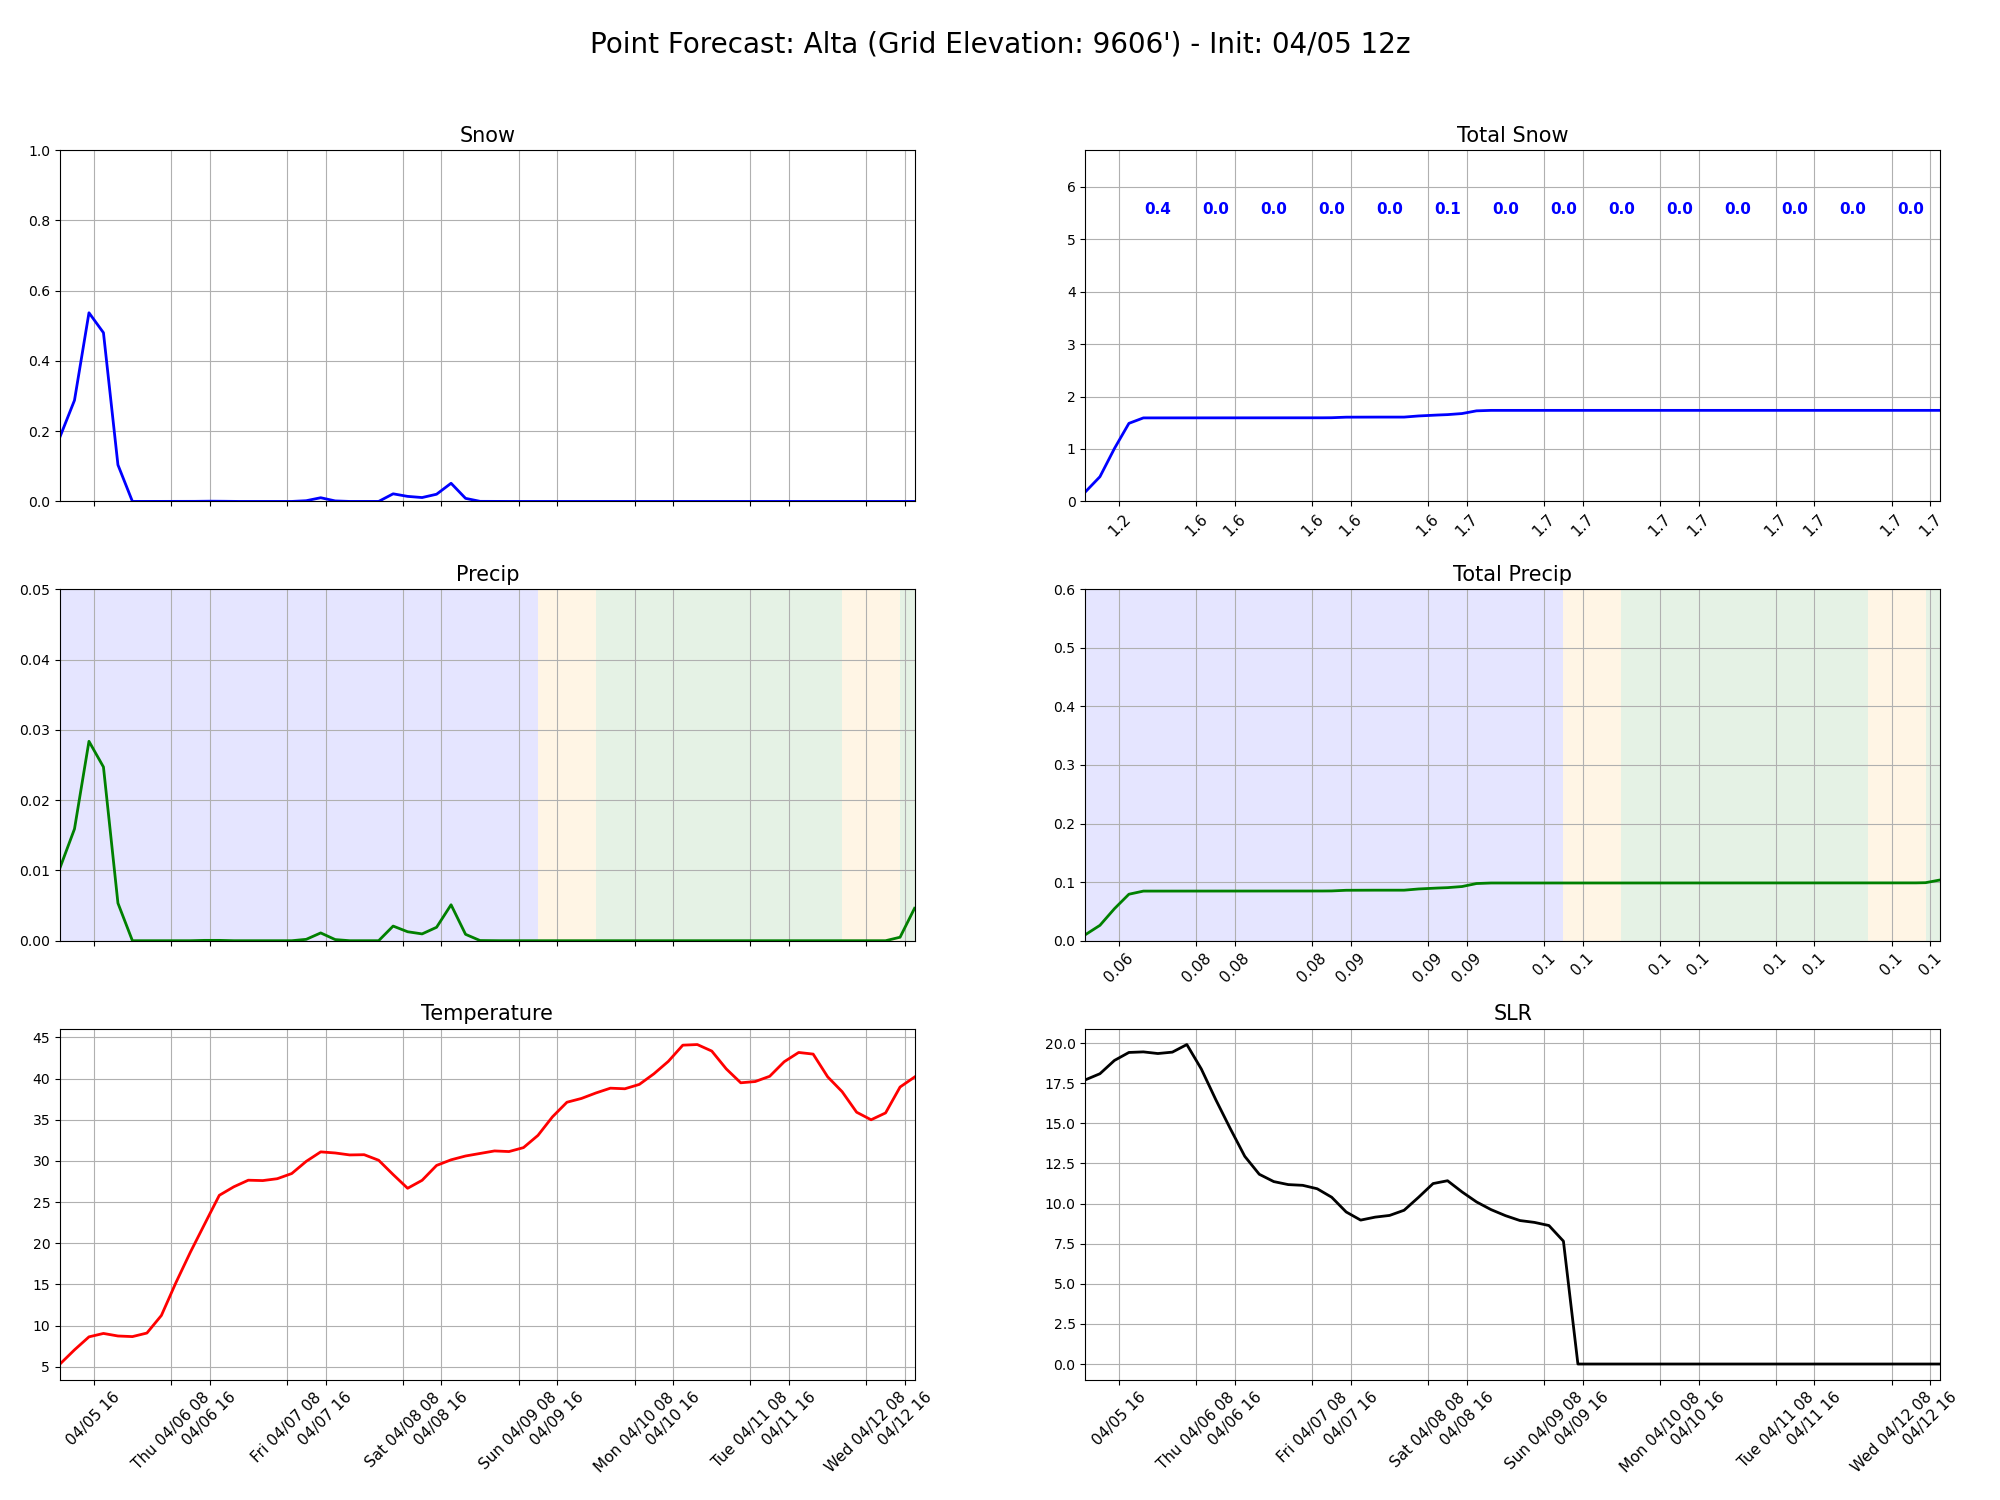 Point Forecast: Alta (Grid Elevation: 9606') - Init: 04/05 12z
Snow
1.0
0.8
0.6
0.4
0.2
0.0
Total Snow
6
5
4
3
2
1
0
0.4 0.0 0.0 0.0 0.0 0.1 0.0 0.0 0.0 0.0 0.0 0.0 0.0 0.0
1.2 1.6 1.6 1.6 1.6 1.6 1.7 1.7 1.7 1.7 1.7 1.7 1.7 1.7 1.7
Precip
0.05
0.04
0.03
0.02
0.01
0.00
Total Precip
0.6
0.5
0.4
0.3
0.2
0.1
0.0
0.06 0.08 0.08 0.08 0.09 0.09 0.09 0.1 0.1 0.1 0.1 0.1 0.1 0.1 0.1
Temperature
45
40
35
30
25
20
15
10
5
04/05 16
Thu 04/06 08
04/06 16
Fri 04/07 08
04/07 16
Sat 04/08 08
04/08 16
Sun 04/09 08
04/09 16
Mon 04/10 08
04/10 16
Tue 04/11 08
04/11 16
Wed 04/12 08
04/12 16
SLR
20.0
17.5
15.0
12.5
10.0
7.5
5.0
2.5
0.0
04/05 16
Thu 04/06 08
04/06 16
Fri 04/07 08
04/07 16
Sat 04/08 08
04/08 16
Sun 04/09 08
04/09 16
Mon 04/10 08
04/10 16
Tue 04/11 08
04/11 16
Wed 04/12 08
04/12 16